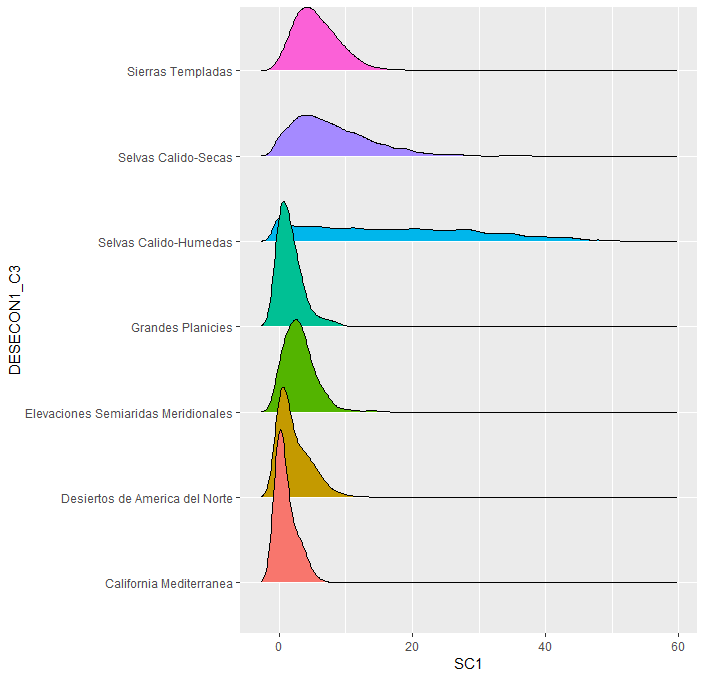 Sierras Templadas
Selvas Calido-Secas
Selvas Calido-Humedas
Grandes Planicies
Elevaciones Semiaridas Meridionales
Desiertos de America del Norte
California Mediterranea
DESECON1_C3
0 20 40 60
SC1